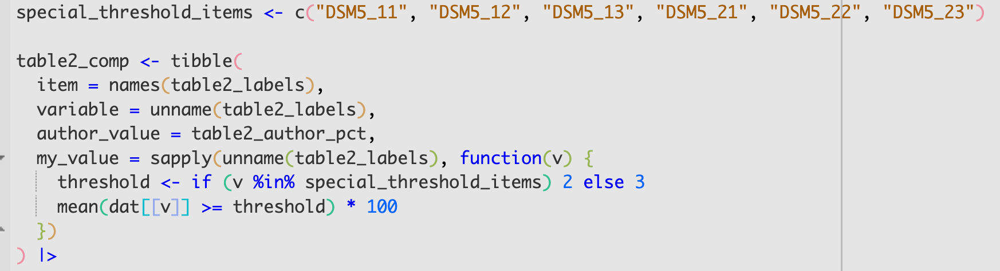 special_threshold_items <- c("DSM5_11", "DSM5_12", "DSM5_13", "DSM5_21", "DSM5_22", "DSM5_23")
table2_comp <- tibble(
  item = names(table2_labels),
  variable = unname(table2_labels),
  author_value = table2_author_pct,
  my_value = sapply(unname(table2_labels), function(v) {
    threshold <- if (v %in% special_threshold_items) 2 else 3
    mean(dat[[v]] >= threshold) * 100
  })
) |>